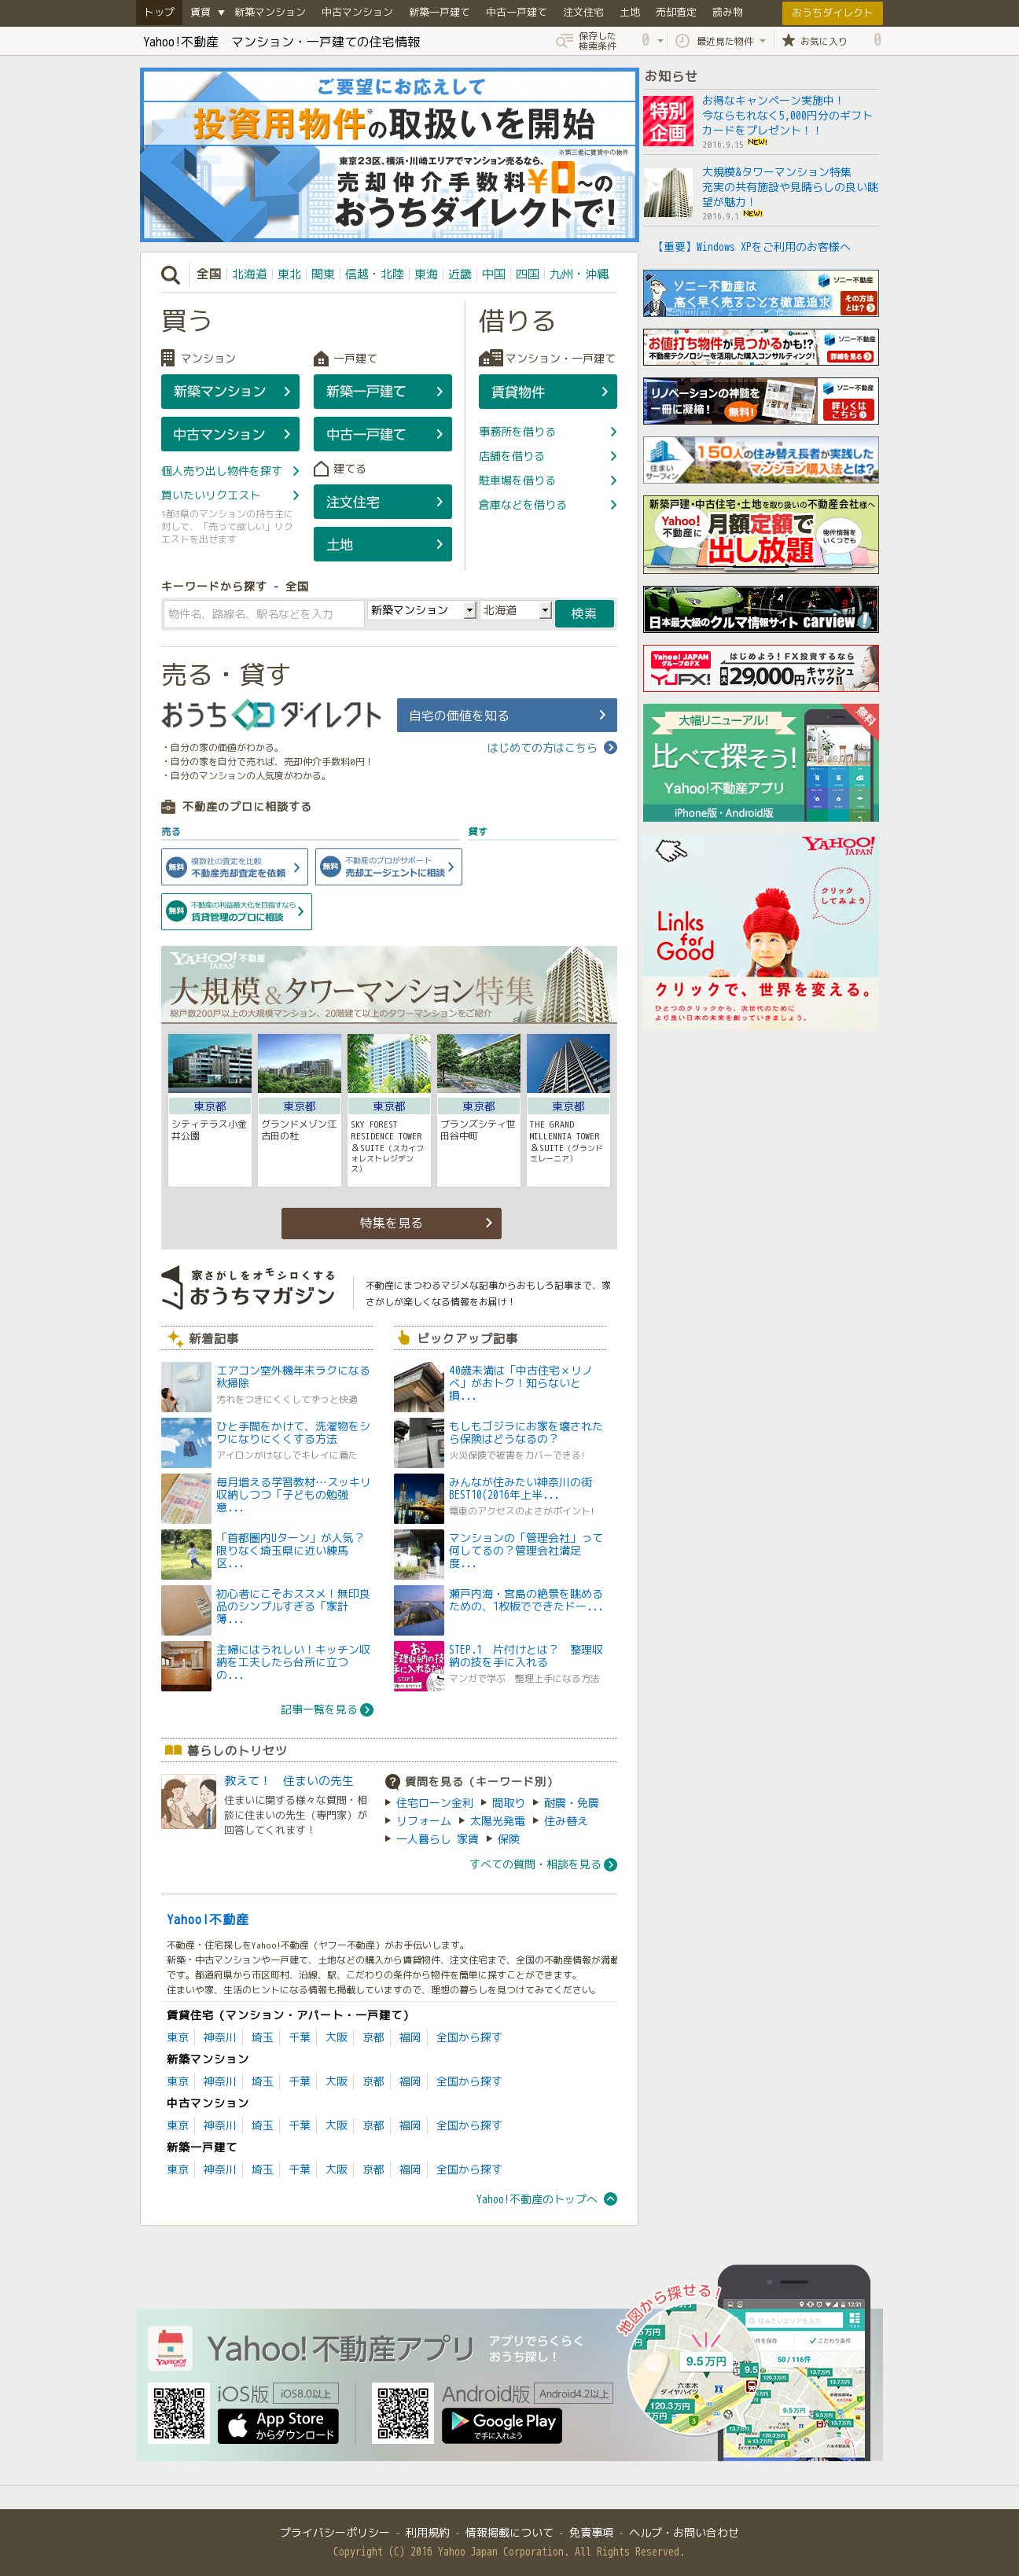 トップ 賃貸 ▼ 新築マンション 中古マンション 新築一戸建て 中古一戸建て 注文住宅 土地 売却査定 読み物 おうちダイレクト
Yahoo!不動産 マンション・一戸建ての住宅情報
保存した検索条件 0 最近見た物件 お気に入り 0
ご要望にお応えして
投資用物件※の取扱いを開始
※第三者に賃貸中の物件
東京23区、横浜・川崎エリアでマンション売るなら、
売却仲介手数料¥0〜の
おうちダイレクトで!
全国 北海道 東北 関東 信越・北陸 東海 近畿 中国 四国 九州・沖縄
買う
マンション
新築マンション
中古マンション
個人売り出し物件を探す
買いたいリクエスト
1都3県のマンションの持ち主に
対して、「売って欲しい」リク
エストを出せます
一戸建て
新築一戸建て
中古一戸建て
建てる
注文住宅
土地
借りる
マンション・一戸建て
賃貸物件
事務所を借りる
店舗を借りる
駐車場を借りる
倉庫などを借りる
キーワードから探す - 全国
物件名、路線名、駅名などを入力 新築マンション 北海道 検索
売る・貸す
おうちダイレクト
自宅の価値を知る
・自分の家の価値がわかる。
・自分の家を自分で売れば、売却仲介手数料0円!
・自分のマンションの人気度がわかる。
はじめての方はこちら
不動産のプロに相談する
売る
貸す
無料 複数社の査定を比較
不動産売却査定を依頼
無料 不動産のプロがサポート
売却エージェントに相談
無料 不動産の利益最大化を目指すなら
賃貸管理のプロに相談
YAHOO!不動産 JAPAN
大規模&タワーマンション特集
総戸数200戸以上の大規模マンション、20階建て以上のタワーマンションをご紹介
東京都
シティテラス小金
井公園
東京都
グランドメゾン江
古田の杜
東京都
SKY FOREST
RESIDENCE TOWER
&SUITE(スカイフ
ォレストレジデン
ス)
東京都
ブランズシティ世
田谷中町
東京都
THE GRAND
MILLENNIA TOWER
&SUITE(グランド
ミレーニア)
特集を見る
家さがしをオモシロくする
おうちマガジン
不動産にまつわるマジメな記事からおもしろ記事まで、家
さがしが楽しくなる情報をお届け!
新着記事
エアコン室外機年末ラクになる
秋掃除
汚れをつきにくくしてずっと快適
ひと手間をかけて、洗濯物をシ
ワになりにくくする方法
アイロンがけなしでキレイに着た
毎月増える学習教材…スッキリ
収納しつつ「子どもの勉強
意...
「首都圏内Uターン」が人気?
限りなく埼玉県に近い練馬
区...
初心者にこそおススメ!無印良
品のシンプルすぎる「家計
簿...
主婦にはうれしい!キッチン収
納を工夫したら台所に立つ
の...
記事一覧を見る
ピックアップ記事
40歳未満は「中古住宅×リノ
ベ」がおトク!知らないと
損...
もしもゴジラにお家を壊された
ら保険はどうなるの?
火災保険で被害をカバーできる!
みんなが住みたい神奈川の街
BEST10(2016年上半...
電車のアクセスのよさがポイント!
マンションの「管理会社」って
何してるの?管理会社満足
度...
瀬戸内海・宮島の絶景を眺める
ための、1枚板でできたドー...
STEP.1 片付けとは? 整理収
納の技を手に入れる
マンガで学ぶ 整理上手になる方法
暮らしのトリセツ
教えて! 住まいの先生
住まいに関する様々な質問・相
談に住まいの先生(専門家)が
回答してくれます!
質問を見る(キーワード別)
住宅ローン金利 間取り 耐震・免震
リフォーム 太陽光発電 住み替え
一人暮らし 家賃 保険
すべての質問・相談を見る
Yahoo!不動産
不動産・住宅探しをYahoo!不動産(ヤフー不動産)がお手伝いします。
新築・中古マンションや一戸建て、土地などの購入から賃貸物件、注文住宅まで、全国の不動産情報が満載
です。都道府県から市区町村、沿線、駅、こだわりの条件から物件を簡単に探すことができます。
住まいや家、生活のヒントになる情報も掲載していますので、理想の暮らしを見つけてみてください。
賃貸住宅(マンション・アパート・一戸建て)
東京 神奈川 埼玉 千葉 大阪 京都 福岡 全国から探す
新築マンション
東京 神奈川 埼玉 千葉 大阪 京都 福岡 全国から探す
中古マンション
東京 神奈川 埼玉 千葉 大阪 京都 福岡 全国から探す
新築一戸建て
東京 神奈川 埼玉 千葉 大阪 京都 福岡 全国から探す
Yahoo!不動産のトップへ
お知らせ
特別企画
お得なキャンペーン実施中!
今ならもれなく5,000円分のギフト
カードをプレゼント!!
2016.9.15 NEW!
大規模&タワーマンション特集
充実の共有施設や見晴らしの良い眺
望が魅力!
2016.9.1 NEW!
【重要】Windows XPをご利用のお客様へ
ソニー不動産は
高く早く売ることを徹底追求
ソニー不動産
その方法とは?
お値打ち物件が見つかるかも!?
不動産テクノロジーを活用した購入コンサルティング!
ソニー不動産
詳細を見る
リノベーションの神髄を
一冊に凝縮! 無料!
ソニー不動産
詳しくはこちら
住まいサーフィン
150人の住み替え長者が実践した
マンション購入法とは?
新築戸建・中古住宅・土地を取り扱いの不動産会社様へ
Yahoo!不動産に 月額定額で 出し放題
物件情報をいくつでも
日本最大級のクルマ情報サイト carview!
Yahoo! JAPANグループのFX
YJFX!
はじめよう!FX投資するなら
最大29,000円キャッシュバック!!
無料
大幅リニューアル!
比べて探そう!
Yahoo!不動産アプリ
iPhone版・Android版
YAHOO! JAPAN
クリックしてみよう
Links for Good
クリックで、世界を変える。
ひとつのクリックから、次世代のために
より良い日本の未来を創っていきましょう。
Yahoo!不動産アプリ
アプリでらくらく
おうち探し!
iOS版 iOS8.0以上
App Store
からダウンロード
Android版 Android4.2以上
Google Play
で手に入れよう
地図から探せる!
9.5万円
六本木
120.3万円
12:31
住みたいエリアを入力
こだわり条件
50/116件
プライバシーポリシー - 利用規約 - 情報掲載について - 免責事項 - ヘルプ・お問い合わせ
Copyright (C) 2016 Yahoo Japan Corporation. All Rights Reserved.